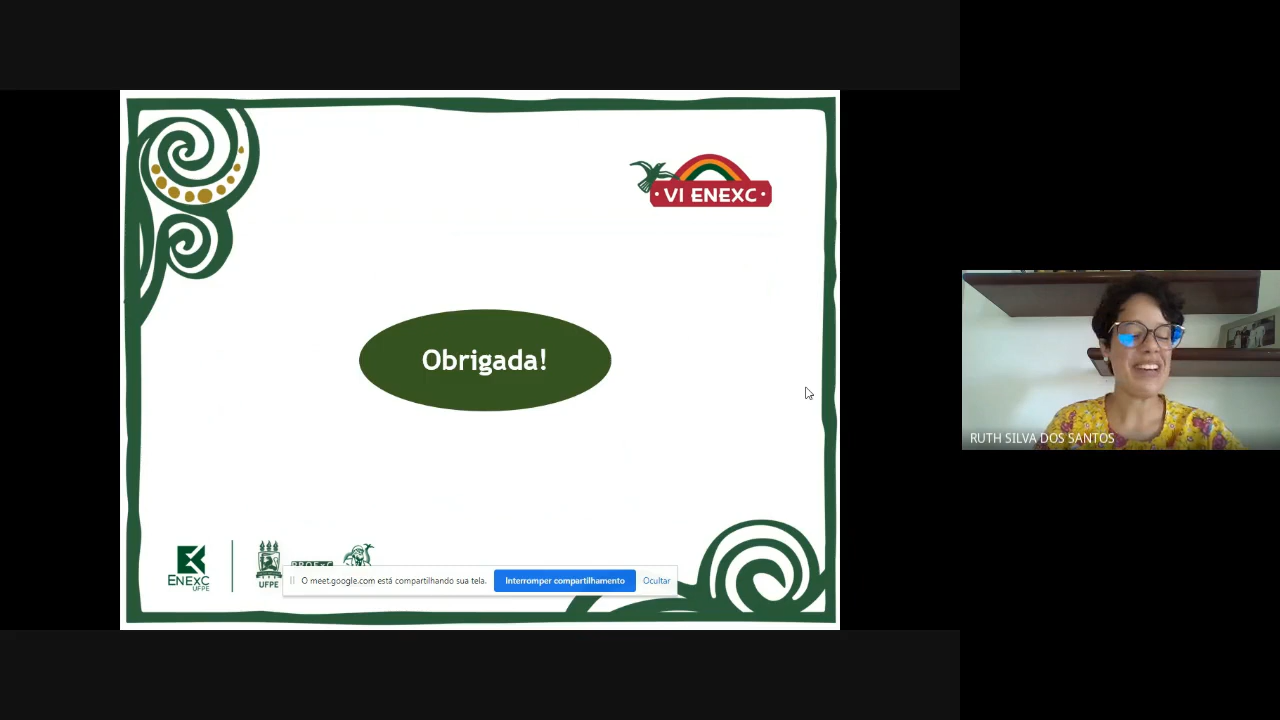 · VI ENEXC ·
Obrigada!
RUTH SILVA DOS SANTOS
ENEXC
UFPE
UFPE
PROExC
O meet.google.com está compartilhando sua tela.
Interromper compartilhamento
Ocultar